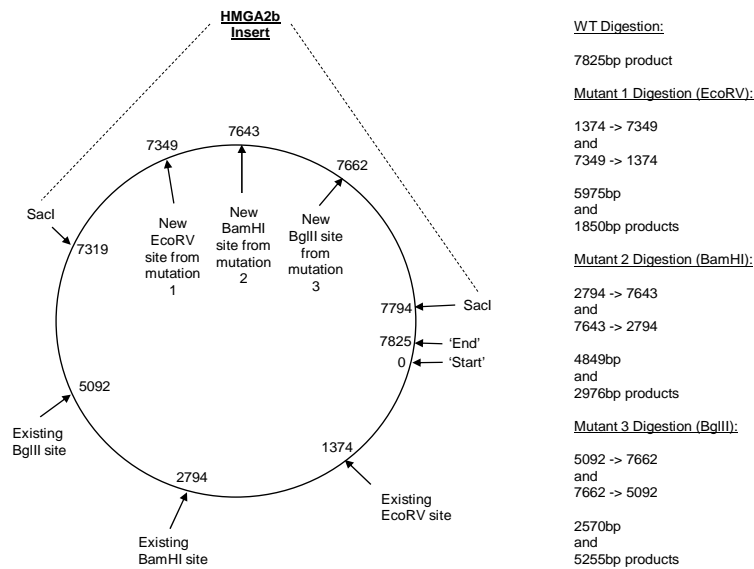 HMGA2b
Insert
7349
7643
7662
SacI
7319
New
EcoRV
site from
mutation
1
New
BamHI
site from
mutation
2
New
BglII site
from
mutation
3
7794
SacI
7825
‘End’
0
‘Start’
5092
Existing
BglII site
2794
Existing
BamHI site
1374
Existing
EcoRV site
WT Digestion:
7825bp product
Mutant 1 Digestion (EcoRV):
1374 -> 7349
and
7349 -> 1374
5975bp
and
1850bp products
Mutant 2 Digestion (BamHI):
2794 -> 7643
and
7643 -> 2794
4849bp
and
2976bp products
Mutant 3 Digestion (BglII):
5092 -> 7662
and
7662 -> 5092
2570bp
and
5255bp products